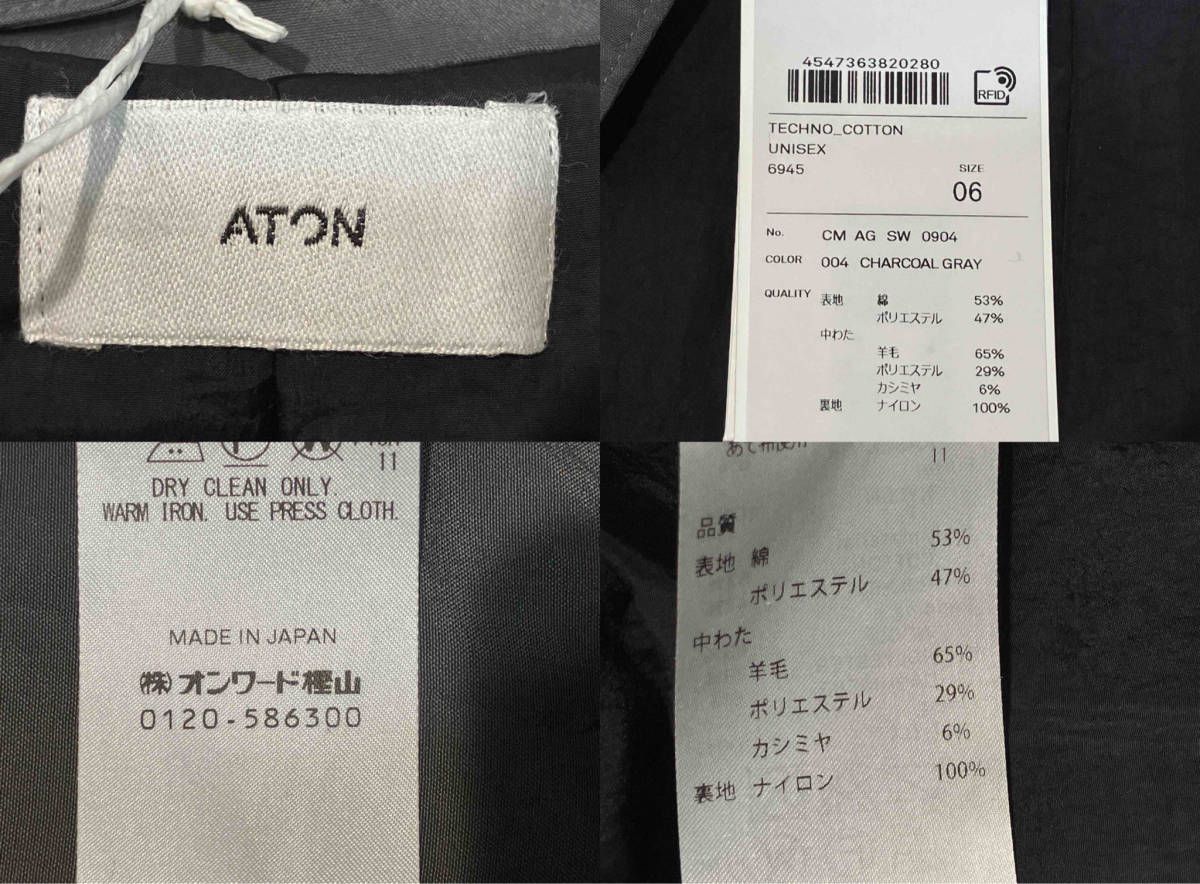 ATON
4547363820280
RFID
TECHNO_COTTON
UNISEX
6945 SIZE
06
No. CM AG SW 0904
COLOR 004 CHARCOAL GRAY
QUALITY 表地 綿 53%
ポリエステル 47%
中わた
羊毛 65%
ポリエステル 29%
カシミヤ 6%
裏地 ナイロン 100%
11
DRY CLEAN ONLY
WARM IRON. USE PRESS CLOTH.
MADE IN JAPAN
㈱オンワード樫山
0120-586300
11
品質
表地 綿 53%
ポリエステル 47%
中わた
羊毛 65%
ポリエステル 29%
カシミヤ 6%
裏地 ナイロン 100%